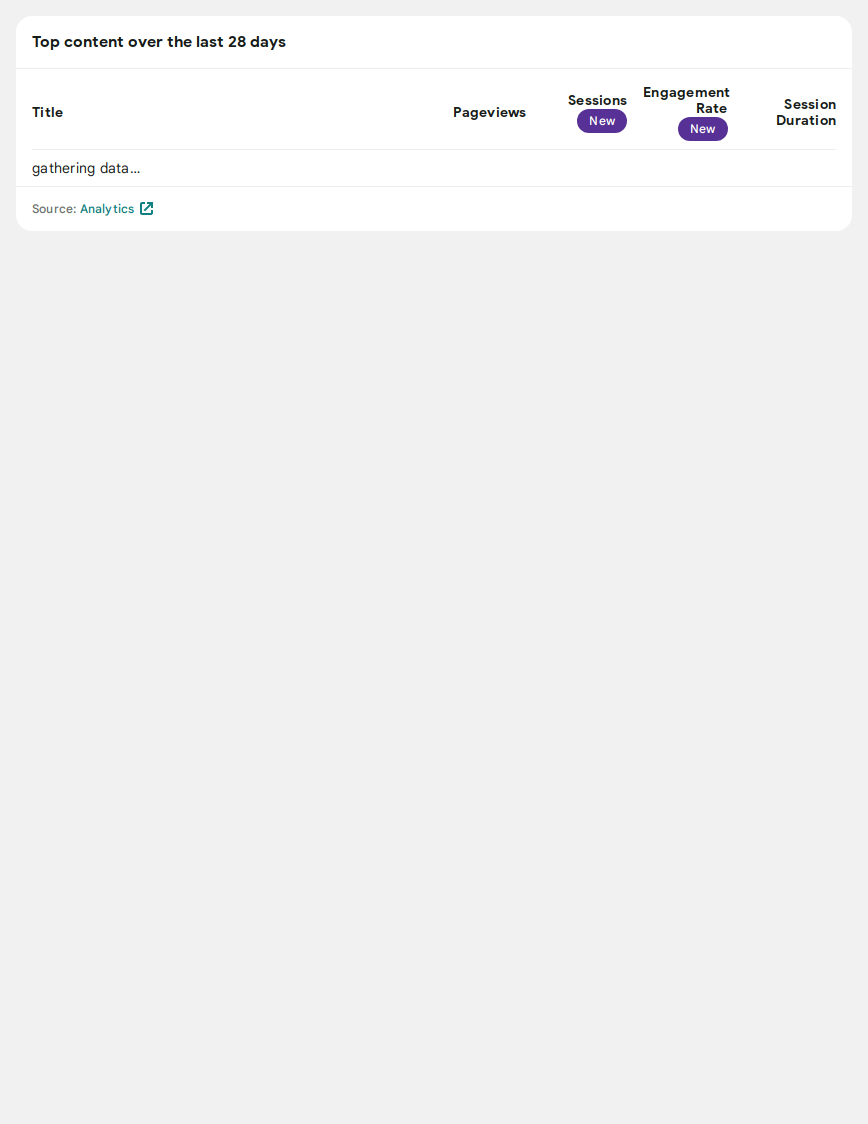 Top content over the last 28 days
Title
Pageviews
Sessions
New
Engagement
Rate
New
Session
Duration
gathering data…
Source: Analytics